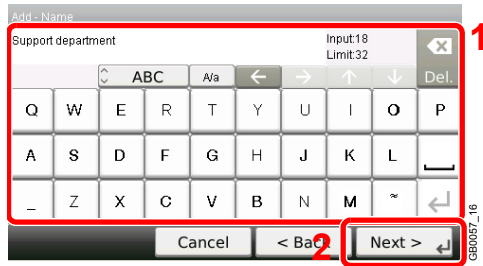 Add - Name
Support department
Input:18
Limit:32
ABC A/a ← → ↑ ↓ Del.
Q W E R T Y U I O P
A S D F G H J K L
_ Z X C V B N M ~
Cancel < Back Next >
1
2
GB0057_16